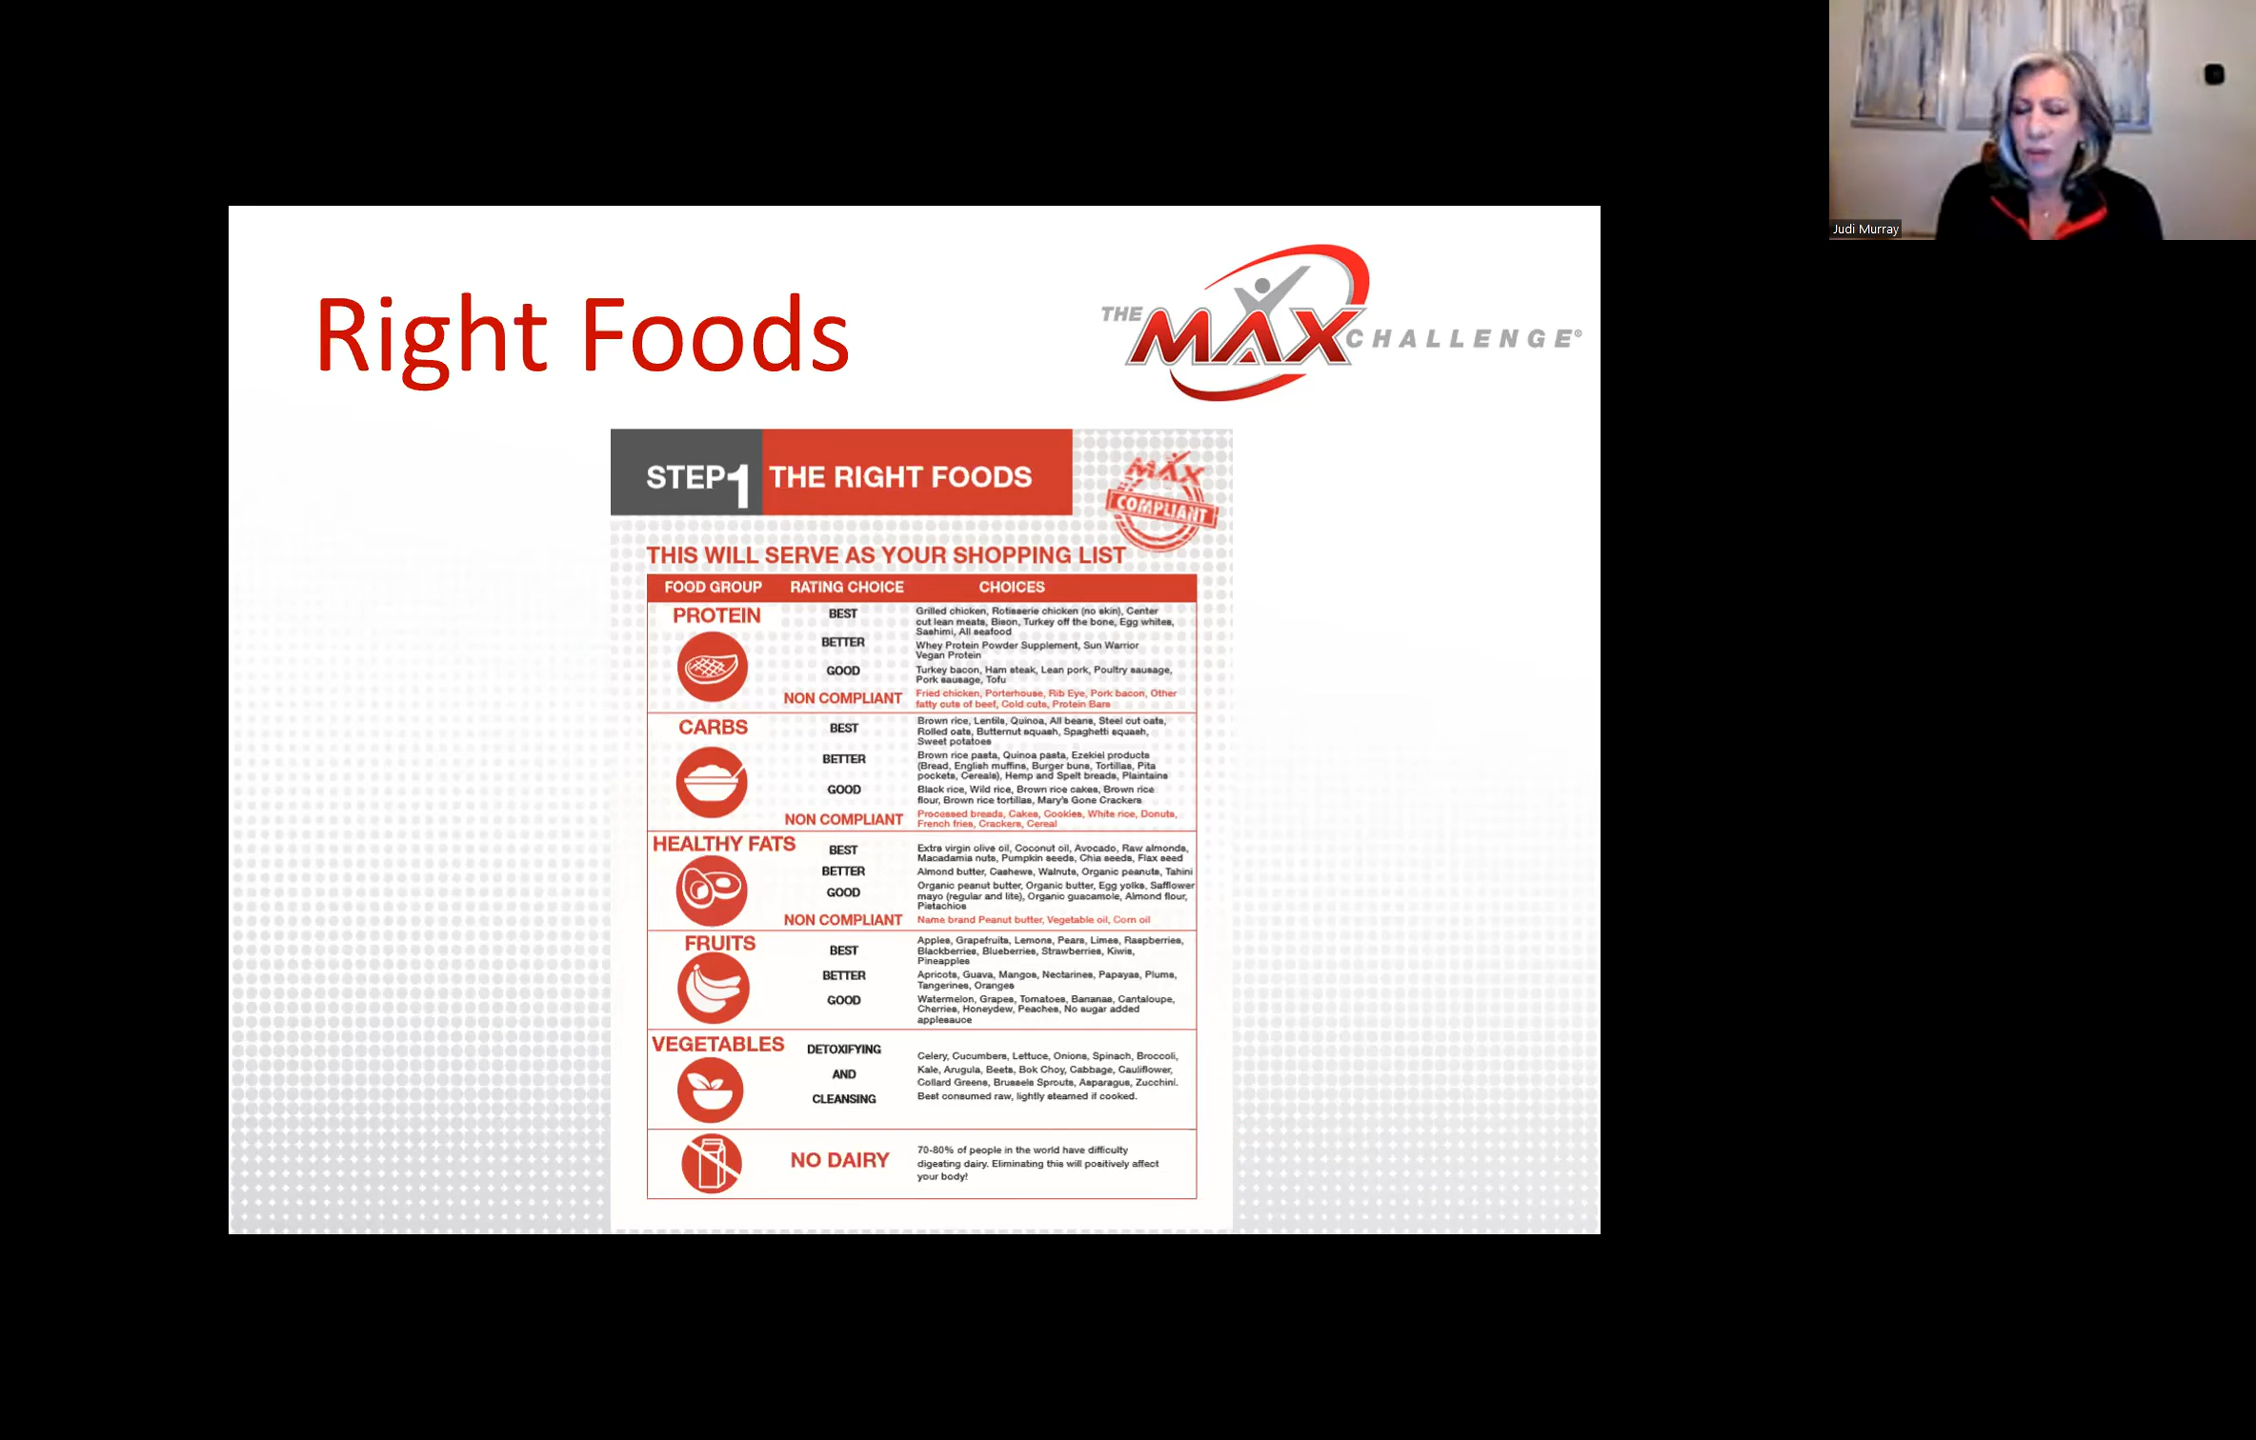 Judi Murray
Right Foods
THE MAX CHALLENGE®
STEP 1 THE RIGHT FOODS
MAX
COMPLIANT
THIS WILL SERVE AS YOUR SHOPPING LIST
FOOD GROUP RATING CHOICE CHOICES
PROTEIN
BEST
Grilled chicken, Rotisserie chicken (no skin), Center
cut lean meats, Bison, Turkey off the bone, Egg whites,
Sashimi, All seafood
BETTER
Whey Protein Powder Supplement, Sun Warrior
Vegan Protein
GOOD
Turkey bacon, Ham steak, Lean pork, Poultry sausage,
Pork sausage, Tofu
NON COMPLIANT
Fried chicken, Porterhouse, Rib Eye, Pork bacon, Other
fatty cuts of beef, Cold cuts, Protein Bars
CARBS
BEST
Brown rice, Lentils, Quinoa, All beans, Steel cut oats,
Rolled oats, Butternut squash, Spaghetti squash,
Sweet potatoes
BETTER
Brown rice pasta, Quinoa pasta, Ezekiel products
(Bread, English muffins, Burger buns, Tortillas, Pita
pockets, Cereals), Hemp and Spelt breads, Plantains
GOOD
Black rice, Wild rice, Brown rice cakes, Brown rice
flour, Brown rice tortillas, Mary's Gone Crackers
NON COMPLIANT
Processed breads, Cakes, Cookies, White rice, Donuts,
French fries, Crackers, Cereal
HEALTHY FATS
BEST
Extra virgin olive oil, Coconut oil, Avocado, Raw almonds,
Macadamia nuts, Pumpkin seeds, Chia seeds, Flax seed
BETTER
Almond butter, Cashews, Walnuts, Organic peanuts, Tahini
GOOD
Organic peanut butter, Organic butter, Egg yolks, Safflower
mayo (regular and lite), Organic guacamole, Almond flour,
Pistachios
NON COMPLIANT
Name brand Peanut butter, Vegetable oil, Corn oil
FRUITS
BEST
Apples, Grapefruits, Lemons, Pears, Limes, Raspberries,
Blackberries, Blueberries, Strawberries, Kiwis,
Pineapples
BETTER
Apricots, Guava, Mangos, Nectarines, Papayas, Plums,
Tangerines, Oranges
GOOD
Watermelon, Grapes, Tomatoes, Bananas, Cantaloupe,
Cherries, Honeydew, Peaches, No sugar added
applesauce
VEGETABLES
DETOXIFYING
AND
CLEANSING
Celery, Cucumbers, Lettuce, Onions, Spinach, Broccoli,
Kale, Arugula, Beets, Bok Choy, Cabbage, Cauliflower,
Collard Greens, Brussels Sprouts, Asparagus, Zucchini.
Best consumed raw, lightly steamed if cooked.
NO DAIRY
70-80% of people in the world have difficulty
digesting dairy. Eliminating this will positively affect
your body!